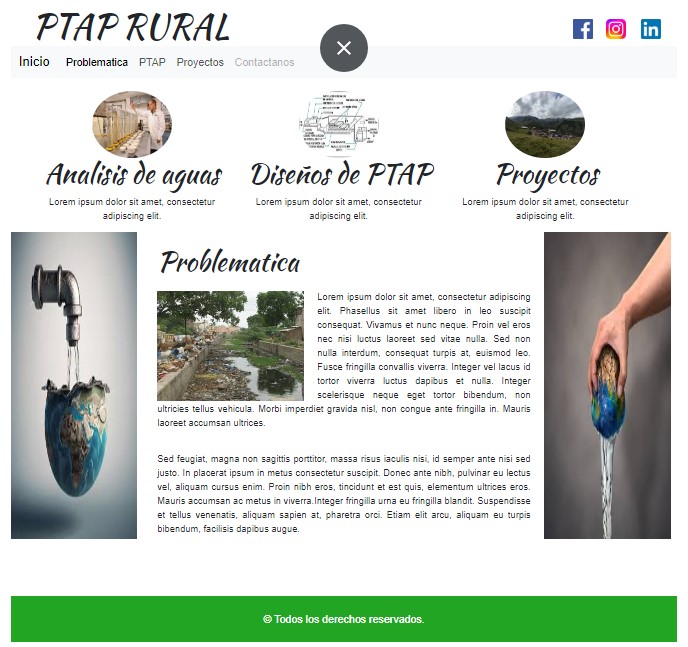 PTAP RURAL
Inicio Problematica PTAP Proyectos Contactanos
Analisis de aguas
Lorem ipsum dolor sit amet, consectetur
adipiscing elit.
Diseños de PTAP
Lorem ipsum dolor sit amet, consectetur
adipiscing elit.
Proyectos
Lorem ipsum dolor sit amet, consectetur
adipiscing elit.
Problematica
Lorem ipsum dolor sit amet, consectetur adipiscing
elit. Phasellus sit amet libero in leo suscipit
consequat. Vivamus et nunc neque. Proin vel eros
nec nisi luctus laoreet sed vitae nulla. Sed non
nulla interdum, consequat turpis at, euismod leo.
Fusce fringilla convallis viverra. Integer vel lacus id
tortor viverra luctus dapibus et nulla. Integer
scelerisque neque eget tortor bibendum, non
ultricies tellus vehicula. Morbi imperdiet gravida nisl, non congue ante fringilla in. Mauris
laoreet accumsan ultrices.
Sed feugiat, magna non sagittis porttitor, massa risus iaculis nisi, id semper ante nisi sed
justo. In placerat ipsum in metus consectetur suscipit. Donec ante nibh, pulvinar eu lectus
vel, aliquam cursus enim. Proin nibh eros, tincidunt et est quis, elementum ultrices eros.
Mauris accumsan ac metus in viverra.Integer fringilla urna eu fringilla blandit. Suspendisse
et tellus venenatis, aliquam sapien at, pharetra orci. Etiam elit arcu, aliquam eu turpis
bibendum, facilisis dapibus augue.
© Todos los derechos reservados.